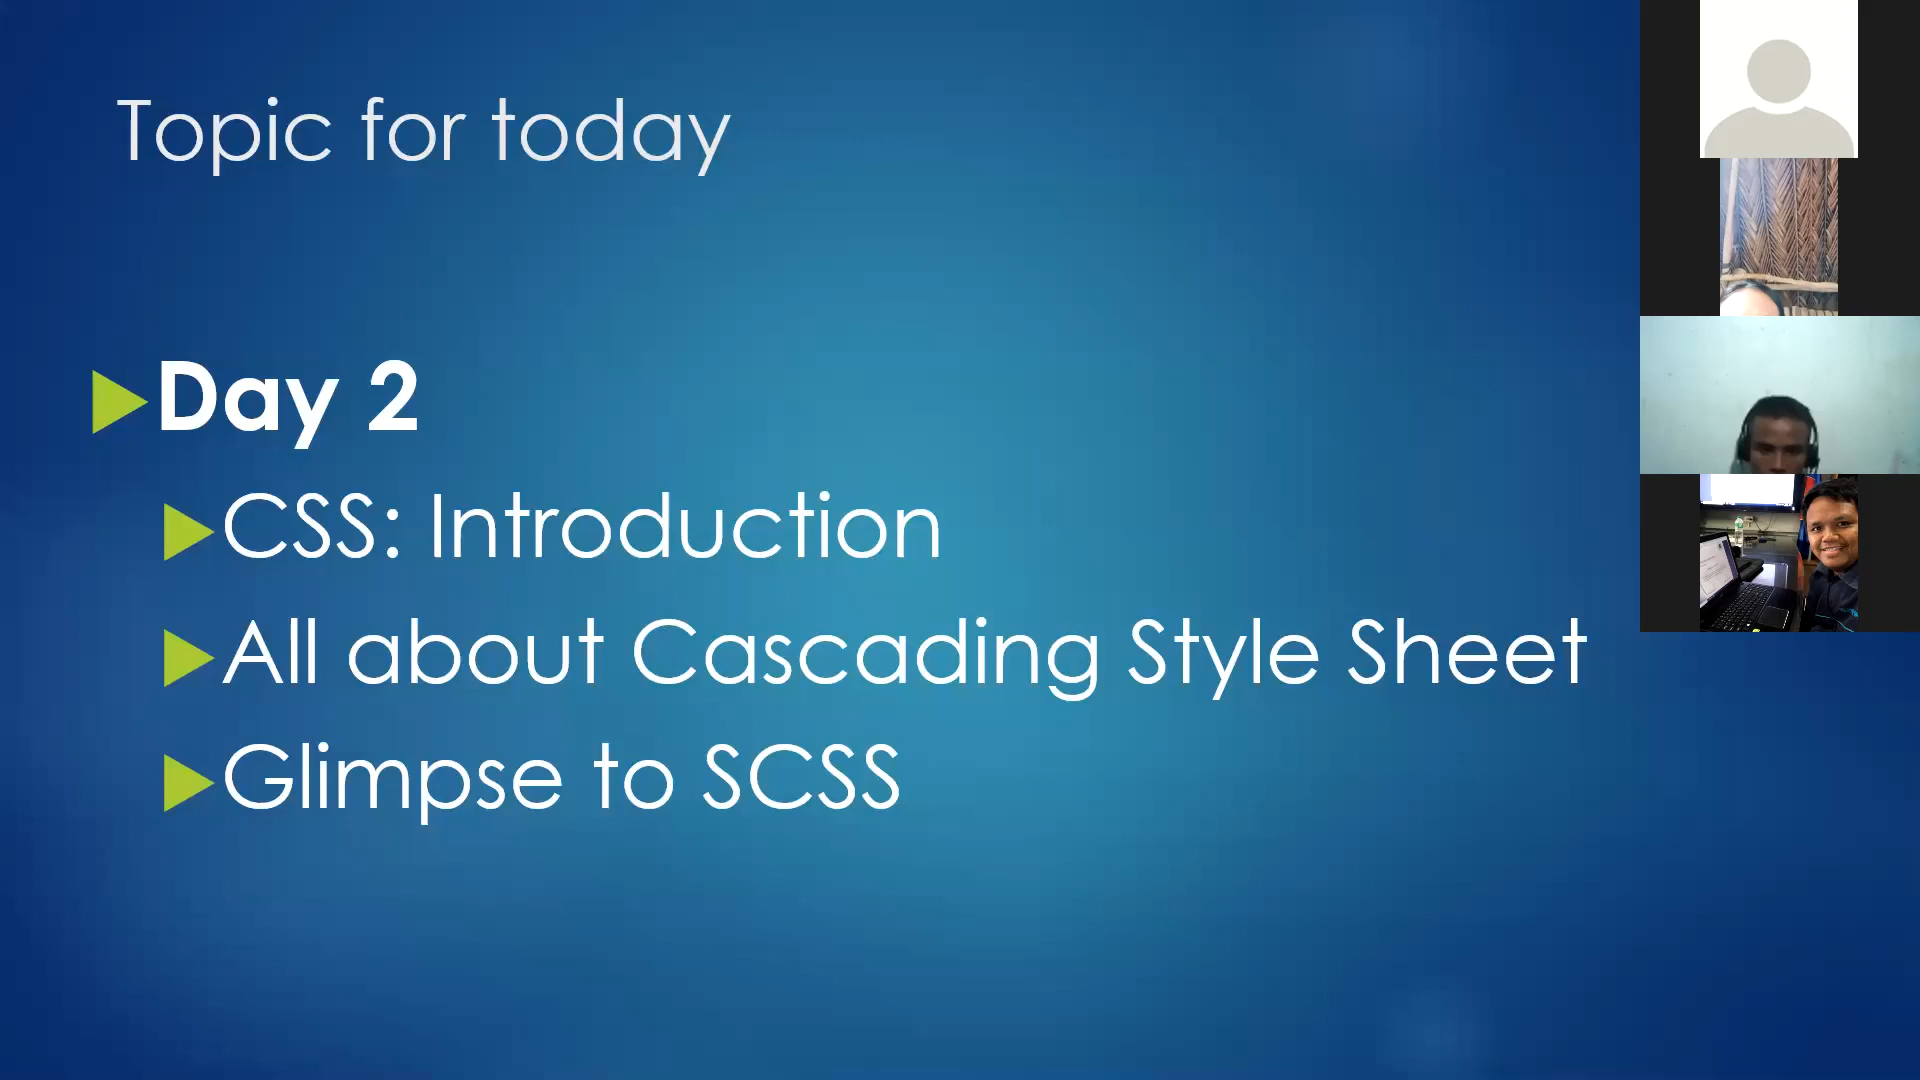 Topic for today
Day 2
CSS: Introduction
All about Cascading Style Sheet
Glimpse to SCSS